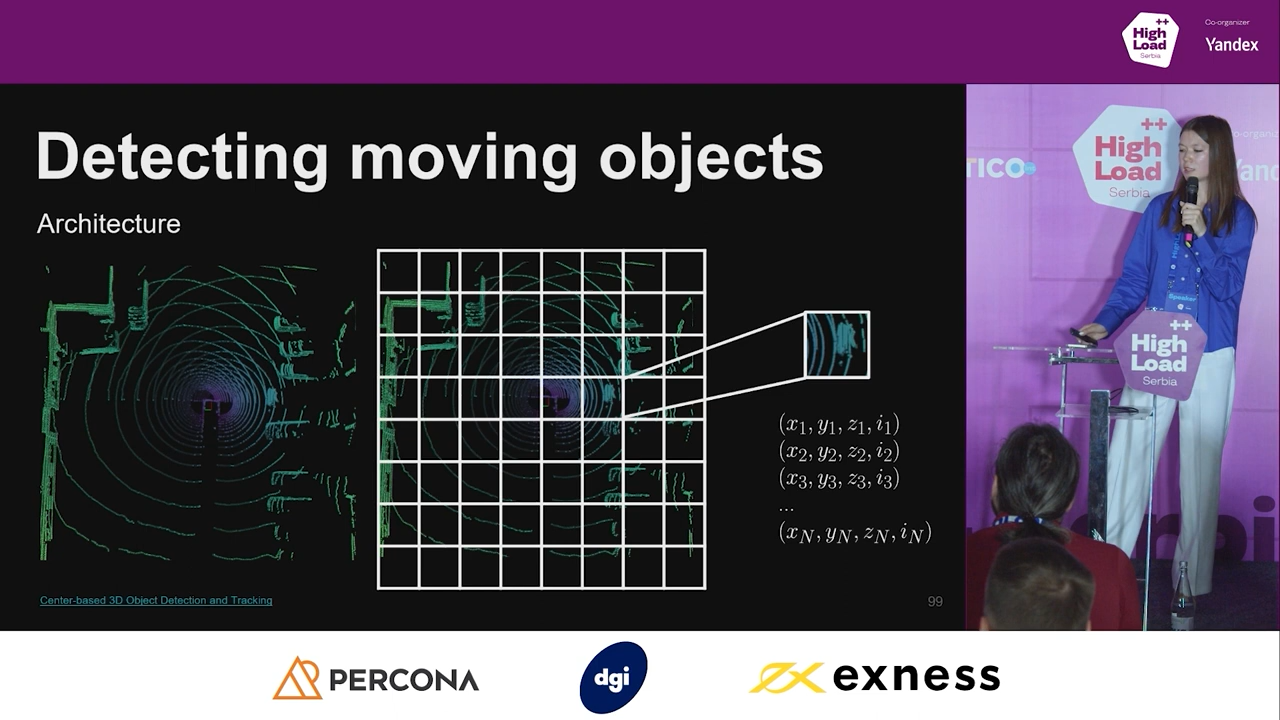 ++
High
Load
Serbia
Co-organizer
Yandex
Detecting moving objects
Architecture
(x₁, y₁, z₁, i₁)
(x₂, y₂, z₂, i₂)
(x₃, y₃, z₃, i₃)
...
(x_N, y_N, z_N, i_N)
Center-based 3D Object Detection and Tracking
99
TICO
++
High
Load
Serbia
Speaker
++
High
Load
Serbia
PERCONA
dgi
exness